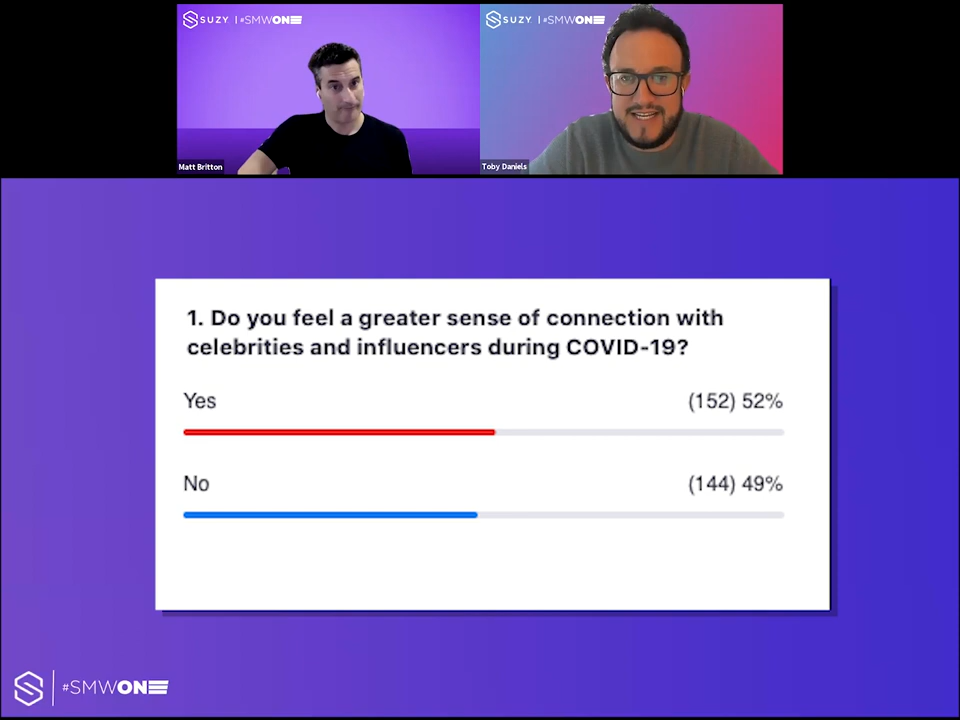 SUZY | #SMWONE
SUZY | #SMWONE
Matt Britton
Toby Daniels
1. Do you feel a greater sense of connection with
celebrities and influencers during COVID-19?
Yes (152) 52%
No (144) 49%
#SMWONE